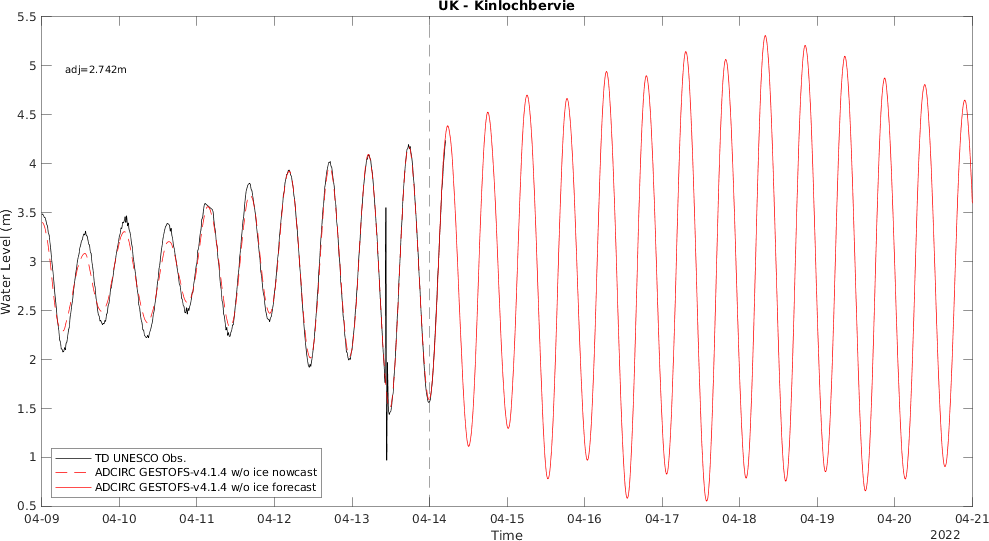 UK - Kinlochbervie
adj=2.742m
Water Level (m)
5.5
5
4.5
4
3.5
3
2.5
2
1.5
1
0.5
TD UNESCO Obs.
ADCIRC GESTOFS-v4.1.4 w/o ice nowcast
ADCIRC GESTOFS-v4.1.4 w/o ice forecast
04-09 04-10 04-11 04-12 04-13 04-14 04-15 04-16 04-17 04-18 04-19 04-20 04-21
Time
2022